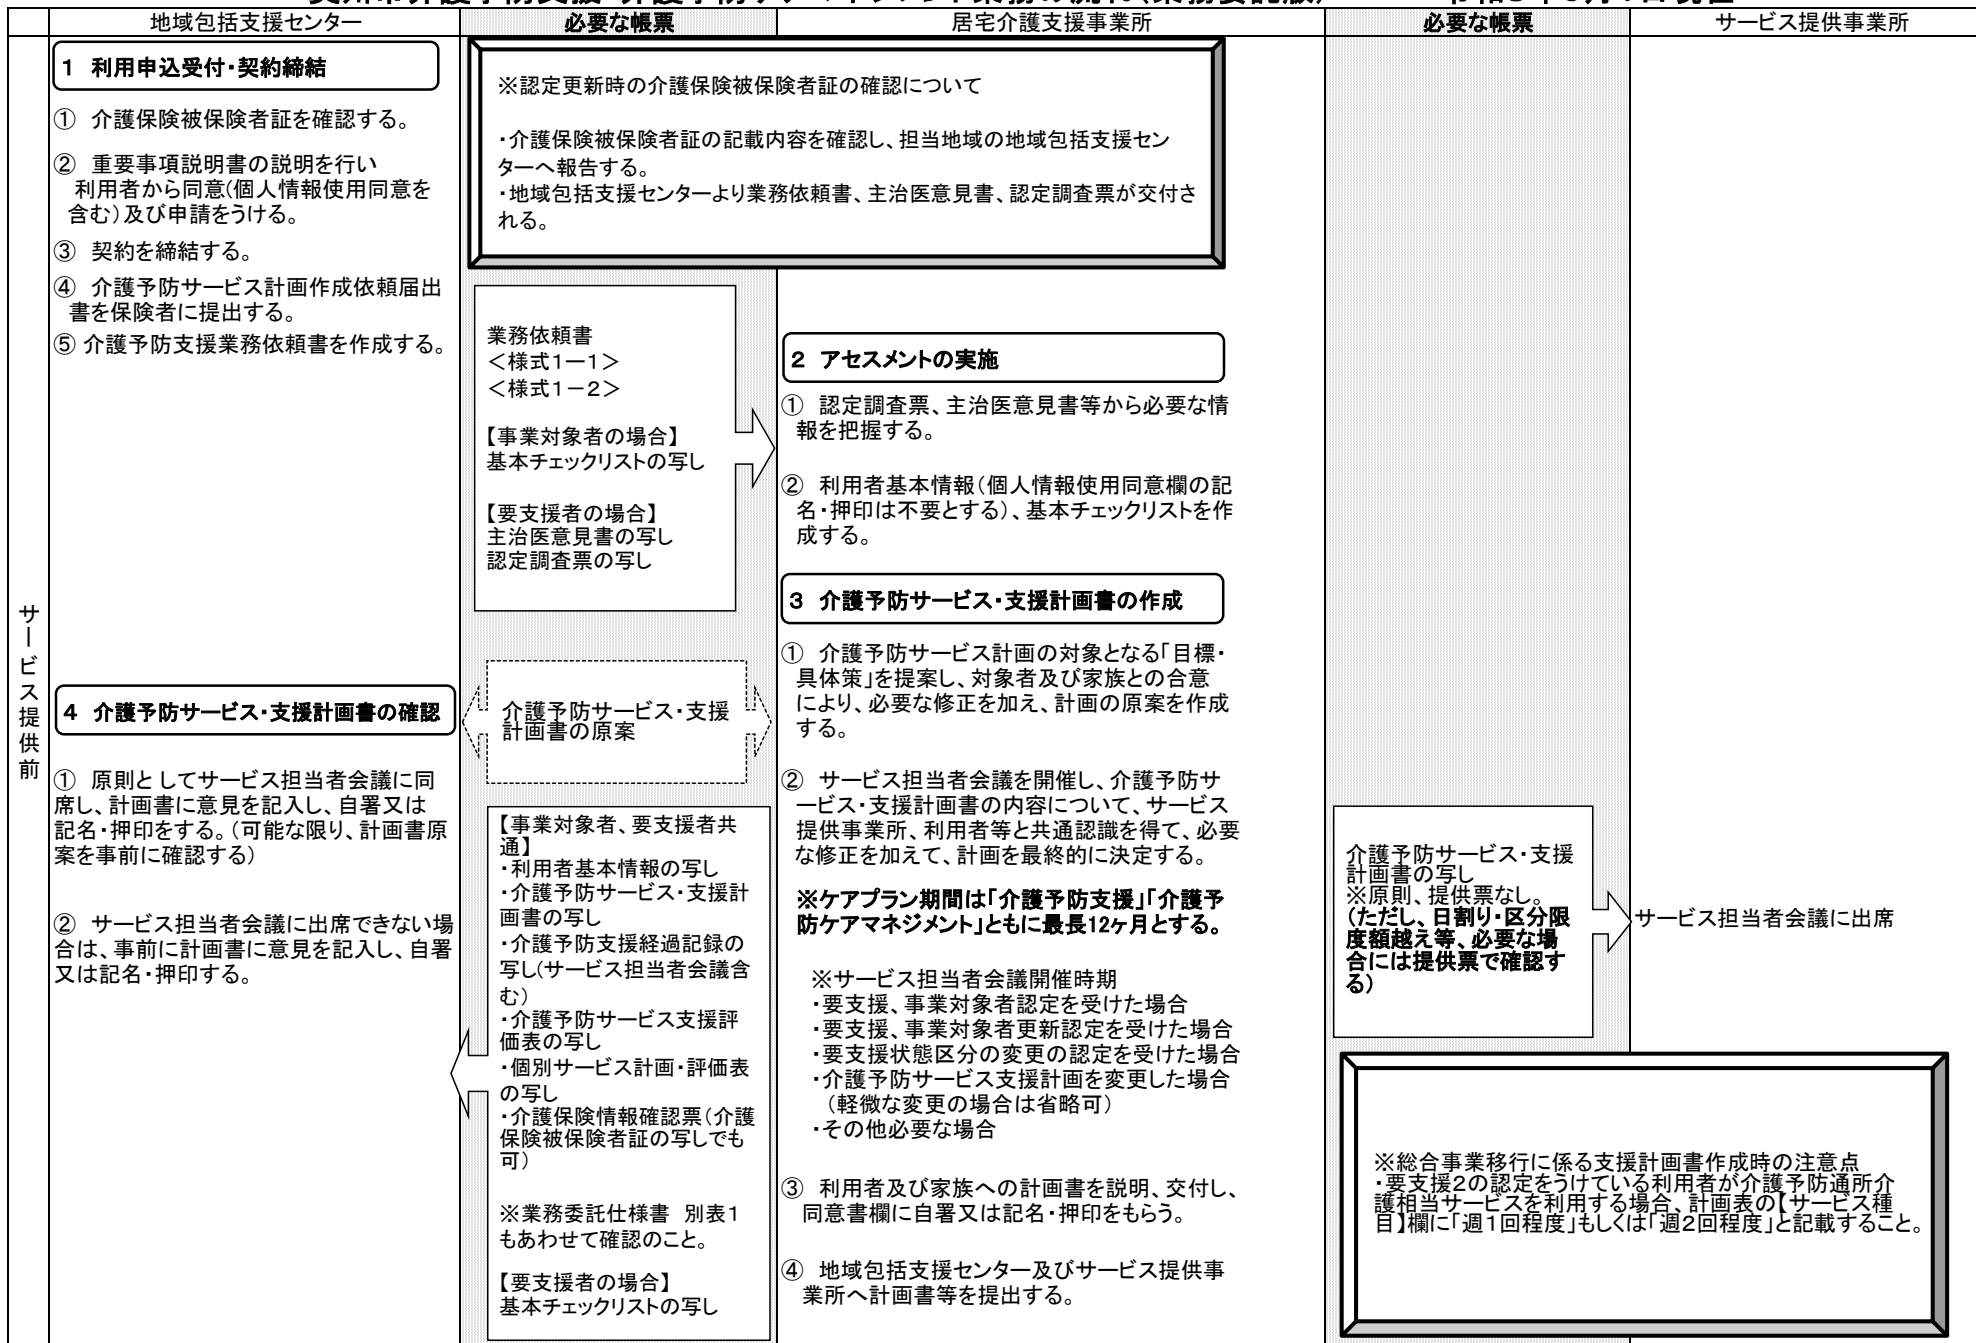 地域包括支援センター
必要な帳票
居宅介護支援事業所
必要な帳票
サービス提供事業所
サービス提供前
1 利用申込受付・契約締結
① 介護保険被保険者証を確認する。
② 重要事項説明書の説明を行い
利用者から同意(個人情報使用同意を
含む)及び申請をうける。
③ 契約を締結する。
④ 介護予防サービス計画作成依頼届出
書を保険者に提出する。
⑤ 介護予防支援業務依頼書を作成する。
4 介護予防サービス・支援計画書の確認
① 原則としてサービス担当者会議に同
席し、計画書に意見を記入し、自署又は
記名・押印をする。(可能な限り、計画書原
案を事前に確認する)
② サービス担当者会議に出席できない場
合は、事前に計画書に意見を記入し、自署
又は記名・押印する。
※認定更新時の介護保険被保険者証の確認について
・介護保険被保険者証の記載内容を確認し、担当地域の地域包括支援セン
ターへ報告する。
・地域包括支援センターより業務依頼書、主治医意見書、認定調査票が交付さ
れる。
業務依頼書
＜様式1ー1＞
＜様式1－2＞
【事業対象者の場合】
基本チェックリストの写し
【要支援者の場合】
主治医意見書の写し
認定調査票の写し
介護予防サービス・支援
計画書の原案
【事業対象者、要支援者共
通】
・利用者基本情報の写し
・介護予防サービス・支援計
画書の写し
・介護予防支援経過記録の
写し(サービス担当者会議含
む)
・介護予防サービス支援評
価表の写し
・個別サービス計画・評価表
の写し
・介護保険情報確認票(介護
保険被保険者証の写しでも
可)
※業務委託仕様書 別表1
もあわせて確認のこと。
【要支援者の場合】
基本チェックリストの写し
2 アセスメントの実施
① 認定調査票、主治医意見書等から必要な情
報を把握する。
② 利用者基本情報(個人情報使用同意欄の記
名・押印は不要とする)、基本チェックリストを作
成する。
3 介護予防サービス・支援計画書の作成
① 介護予防サービス計画の対象となる「目標・
具体策」を提案し、対象者及び家族との合意
により、必要な修正を加え、計画の原案を作成
する。
② サービス担当者会議を開催し、介護予防サ
ービス・支援計画書の内容について、サービス
提供事業所、利用者等と共通認識を得て、必要
な修正を加えて、計画を最終的に決定する。
※ケアプラン期間は「介護予防支援」「介護予
防ケアマネジメント」ともに最長12ヶ月とする。
※サービス担当者会議開催時期
・要支援、事業対象者認定を受けた場合
・要支援、事業対象者更新認定を受けた場合
・要支援状態区分の変更の認定を受けた場合
・介護予防サービス支援計画を変更した場合
(軽微な変更の場合は省略可)
・その他必要な場合
③ 利用者及び家族への計画書を説明、交付し、
同意書欄に自署又は記名・押印をもらう。
④ 地域包括支援センター及びサービス提供事
業所へ計画書等を提出する。
介護予防サービス・支援
計画書の写し
※原則、提供票なし。
(ただし、日割り・区分限
度額越え等、必要な場
合には提供票で確認す
る)
サービス担当者会議に出席
※総合事業移行に係る支援計画書作成時の注意点
・要支援2の認定をうけている利用者が介護予防通所介
護相当サービスを利用する場合、計画表の【サービス種
目】欄に「週1回程度」もしくは「週2回程度」と記載すること。